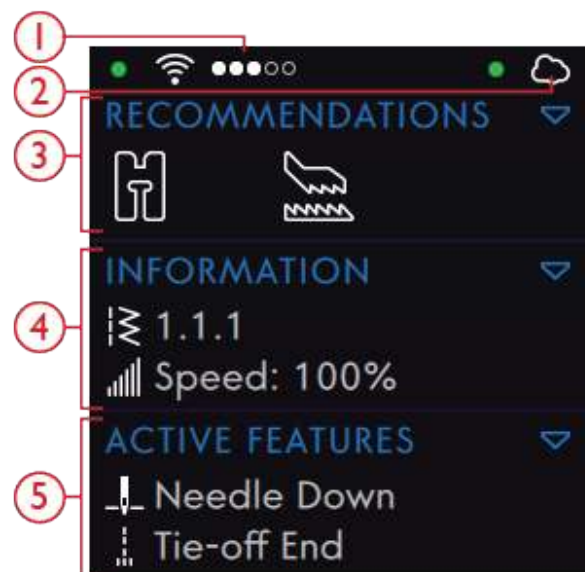 1
2
RECOMMENDATIONS
3
INFORMATION
4
1.1.1
Speed: 100%
ACTIVE FEATURES
5
Needle Down
Tie-off End